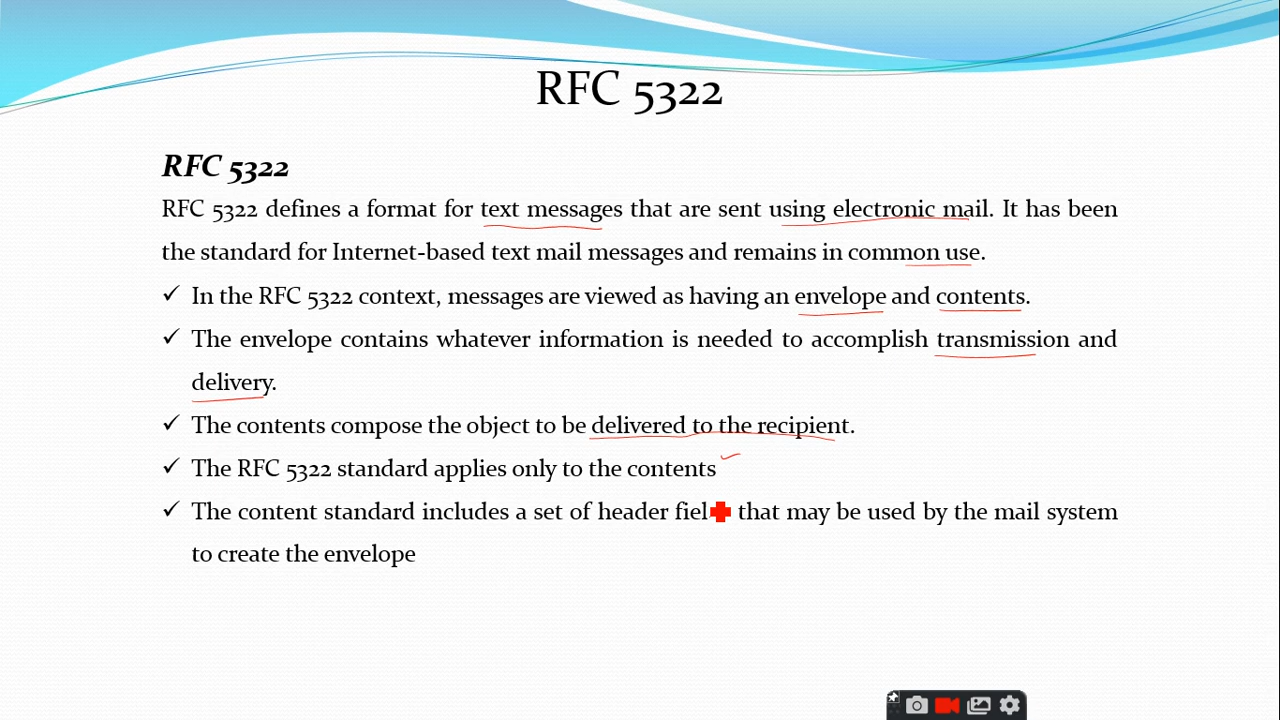 RFC 5322
RFC 5322
RFC 5322 defines a format for text messages that are sent using electronic mail. It has been
the standard for Internet-based text mail messages and remains in common use.
✓ In the RFC 5322 context, messages are viewed as having an envelope and contents.
✓ The envelope contains whatever information is needed to accomplish transmission and
delivery.
✓ The contents compose the object to be delivered to the recipient.
✓ The RFC 5322 standard applies only to the contents
✓ The content standard includes a set of header fiel that may be used by the mail system
to create the envelope